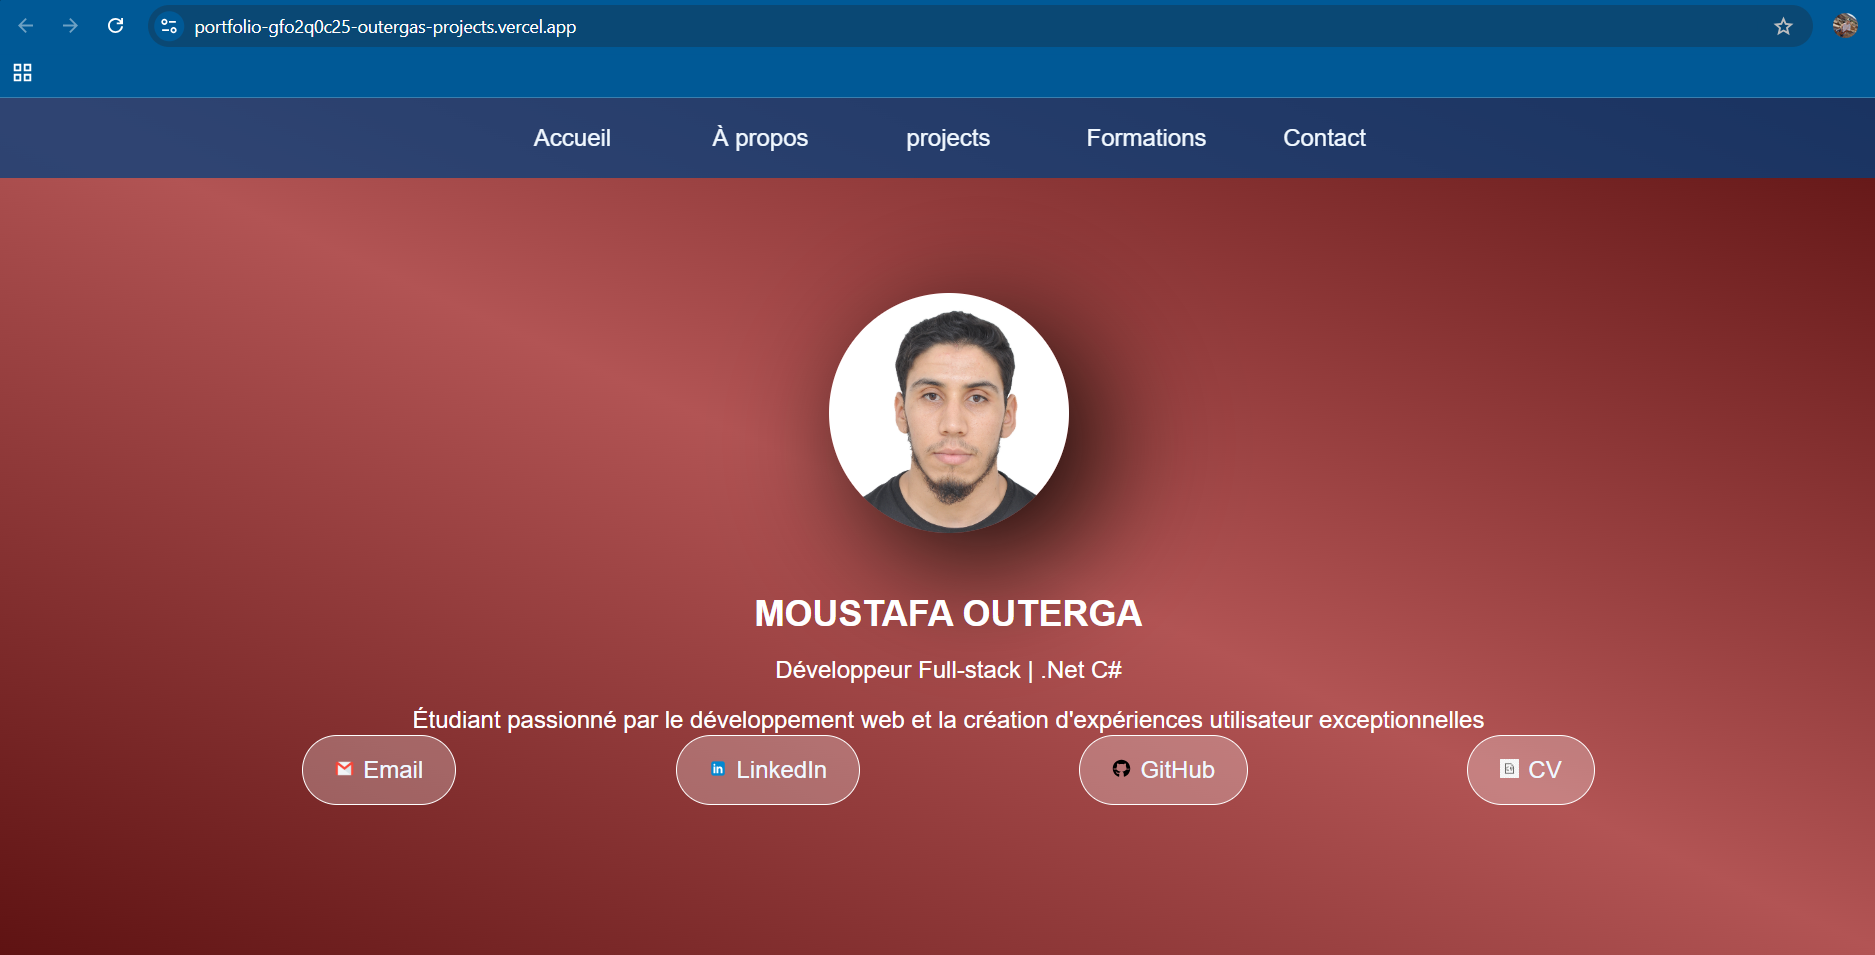 portfolio-gfo2q0c25-outergas-projects.vercel.app
Accueil À propos projects Formations Contact
MOUSTAFA OUTERGA
Développeur Full-stack | .Net C#
Étudiant passionné par le développement web et la création d'expériences utilisateur exceptionnelles
Email LinkedIn GitHub CV